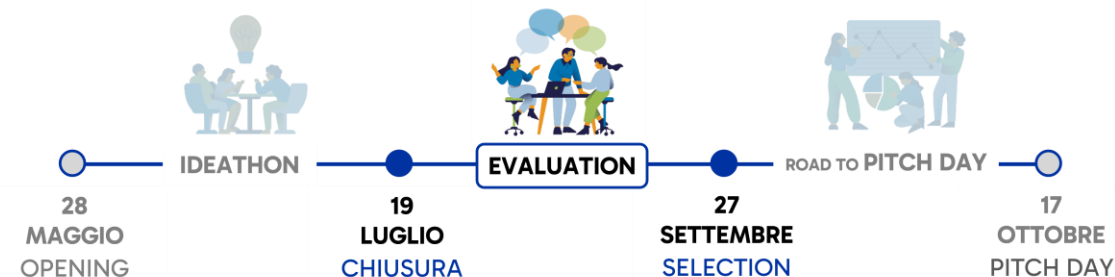 IDEATHON
EVALUATION
ROAD TO PITCH DAY
28
MAGGIO
OPENING
19
LUGLIO
CHIUSURA
27
SETTEMBRE
SELECTION
17
OTTOBRE
PITCH DAY